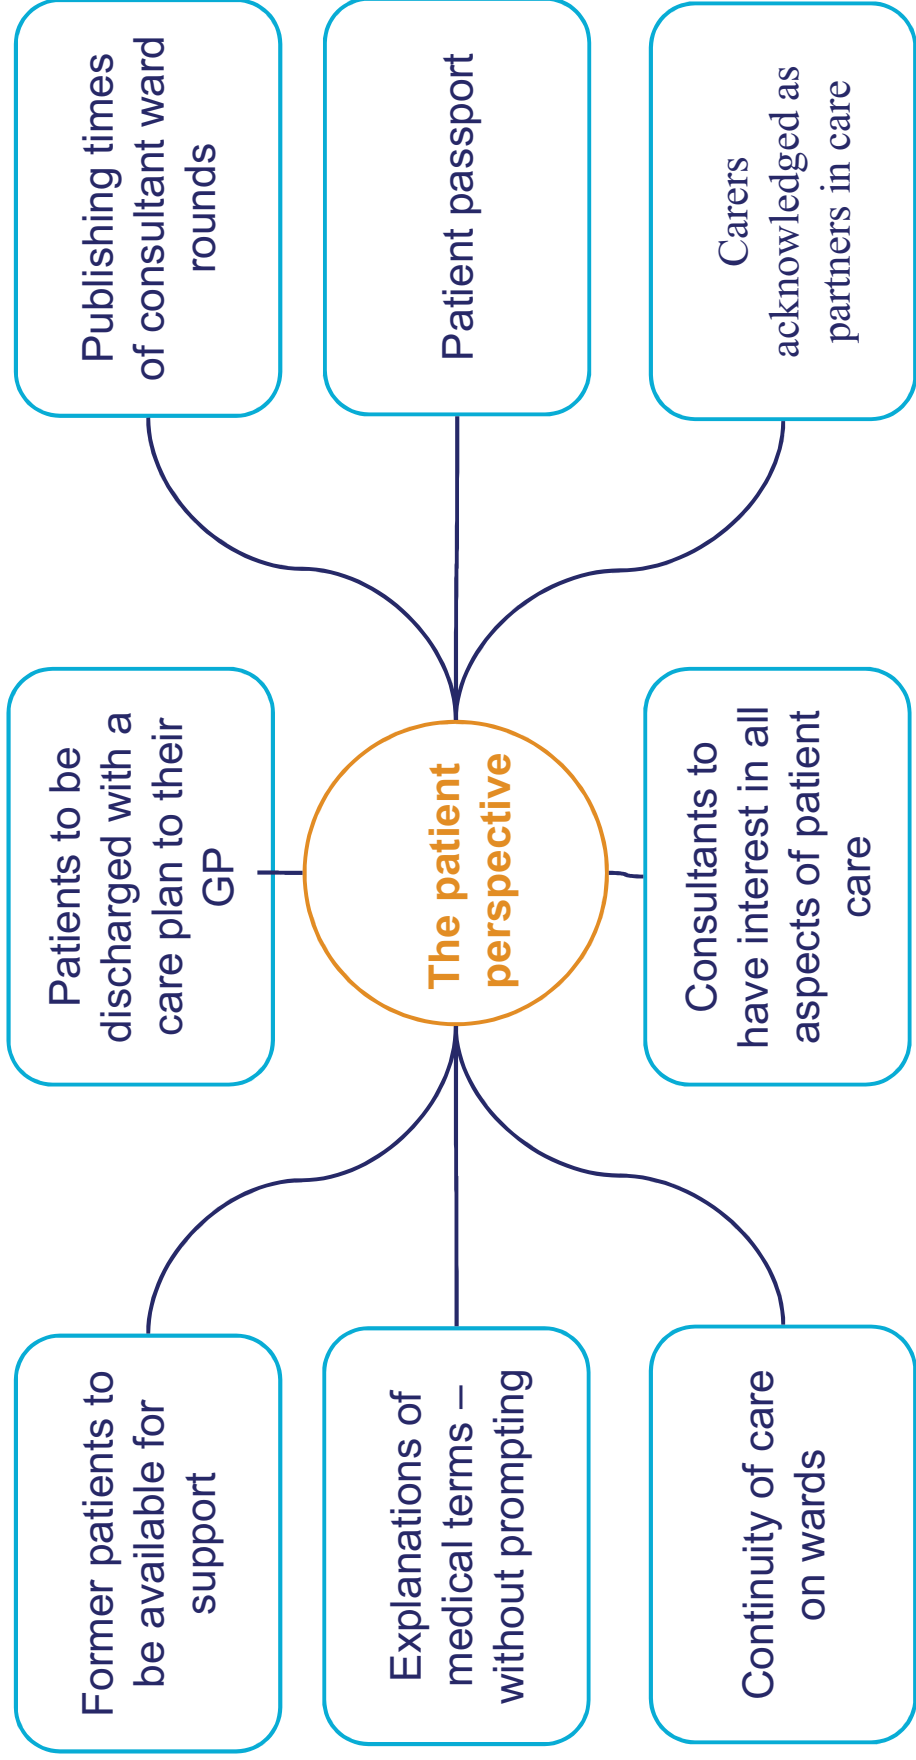 Former patients to
be available for
support
Patients to be
discharged with a
care plan to their
GP
Publishing times
of consultant ward
rounds
Explanations of
medical terms –
without prompting
The patient
perspective
Patient passport
Continuity of care
on wards
Consultants to
have interest in all
aspects of patient
care
Carers
acknowledged as
partners in care